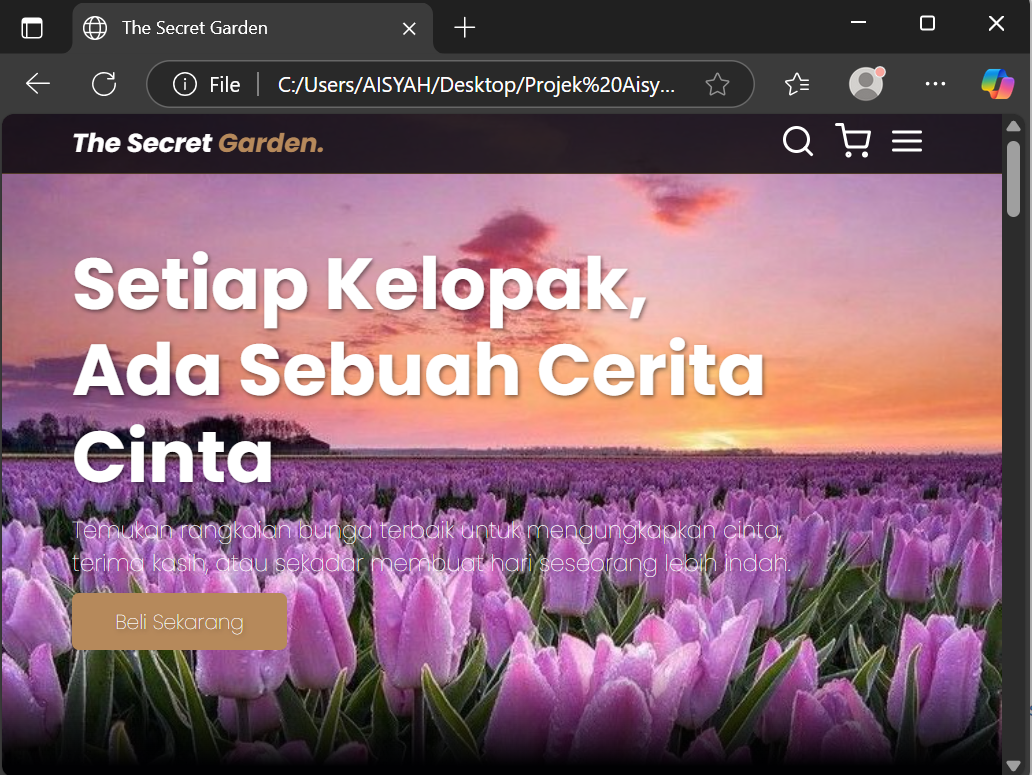 The Secret Garden
File
C:/Users/AISYAH/Desktop/Projek%20Aisy...
The Secret Garden.
Setiap Kelopak,
Ada Sebuah Cerita
Cinta
Temukan rangkaian bunga terbaik untuk mengungkapkan cinta,
terima kasih, atau sekadar membuat hari seseorang lebih indah.
Beli Sekarang